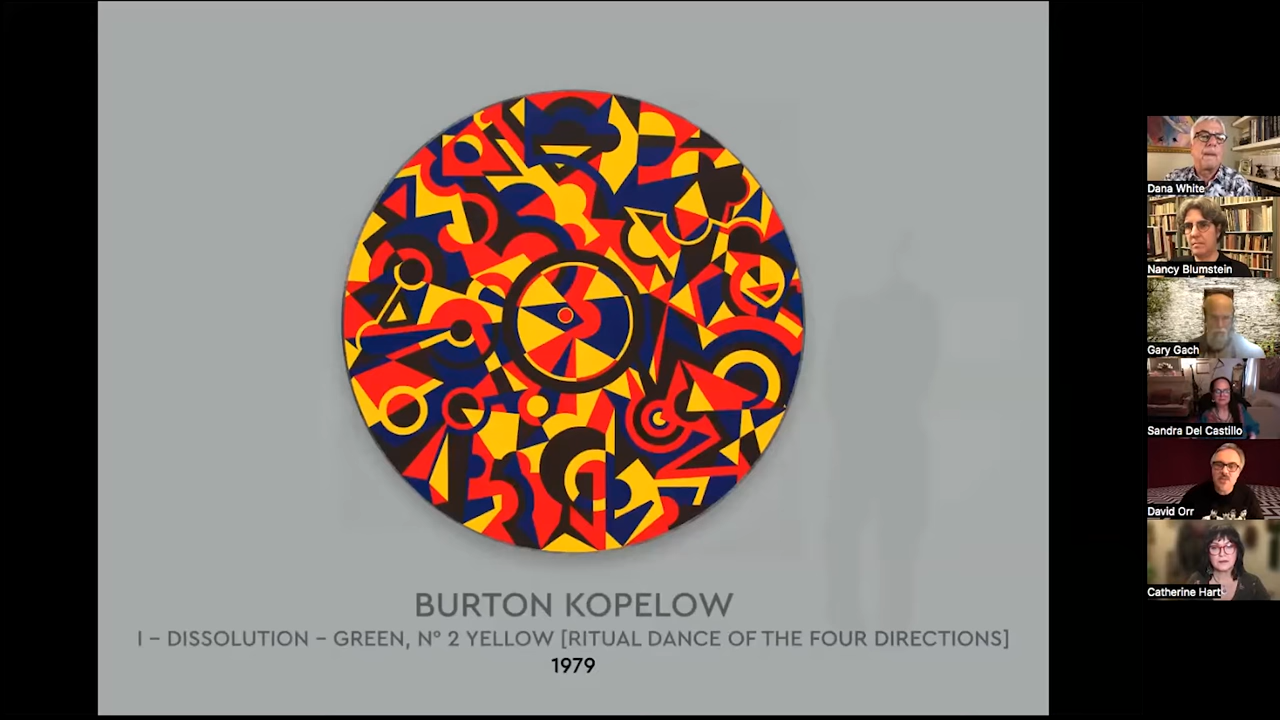 BURTON KOPELOW
I – DISSOLUTION – GREEN, Nº 2 YELLOW [RITUAL DANCE OF THE FOUR DIRECTIONS]
1979
Dana White
Nancy Blumstein
Gary Gach
Sandra Del Castillo
David Orr
Catherine Hart